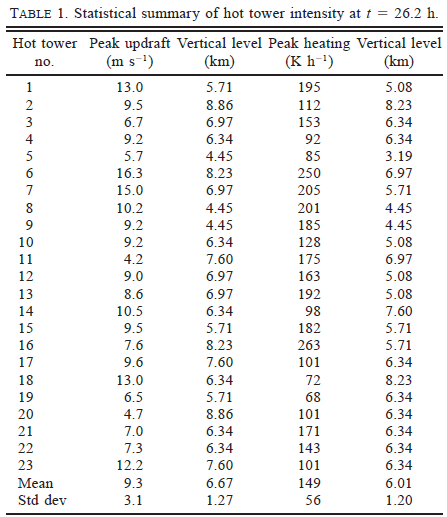 TABLE 1. Statistical summary of hot tower intensity at t = 26.2 h.
Hot tower Peak updraft Vertical level Peak heating Vertical level
no. (m s⁻¹) (km) (K h⁻¹) (km)
1 13.0 5.71 195 5.08
2 9.5 8.86 112 8.23
3 6.7 6.97 153 6.34
4 9.2 6.34 92 6.34
5 5.7 4.45 85 3.19
6 16.3 8.23 250 6.97
7 15.0 6.97 205 5.71
8 10.2 4.45 201 4.45
9 9.2 4.45 185 4.45
10 9.2 6.34 128 5.08
11 4.2 7.60 175 6.97
12 9.0 6.97 163 5.08
13 8.6 6.97 192 5.08
14 10.5 6.34 98 7.60
15 9.5 5.71 182 5.71
16 7.6 8.23 263 5.71
17 9.6 7.60 101 6.34
18 13.0 6.34 72 8.23
19 6.5 5.71 68 6.34
20 4.7 8.86 101 6.34
21 7.0 6.34 171 6.34
22 7.3 6.34 143 6.34
23 12.2 7.60 101 6.34
Mean 9.3 6.67 149 6.01
Std dev 3.1 1.27 56 1.20